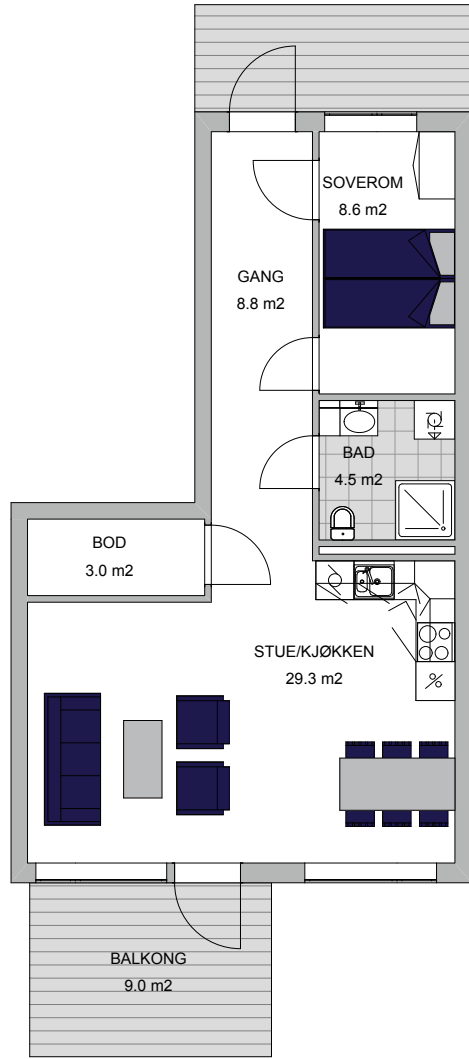 SOVEROM
8.6 m2
GANG
8.8 m2
BAD
4.5 m2
BOD
3.0 m2
STUE/KJØKKEN
29.3 m2
%
BALKONG
9.0 m2